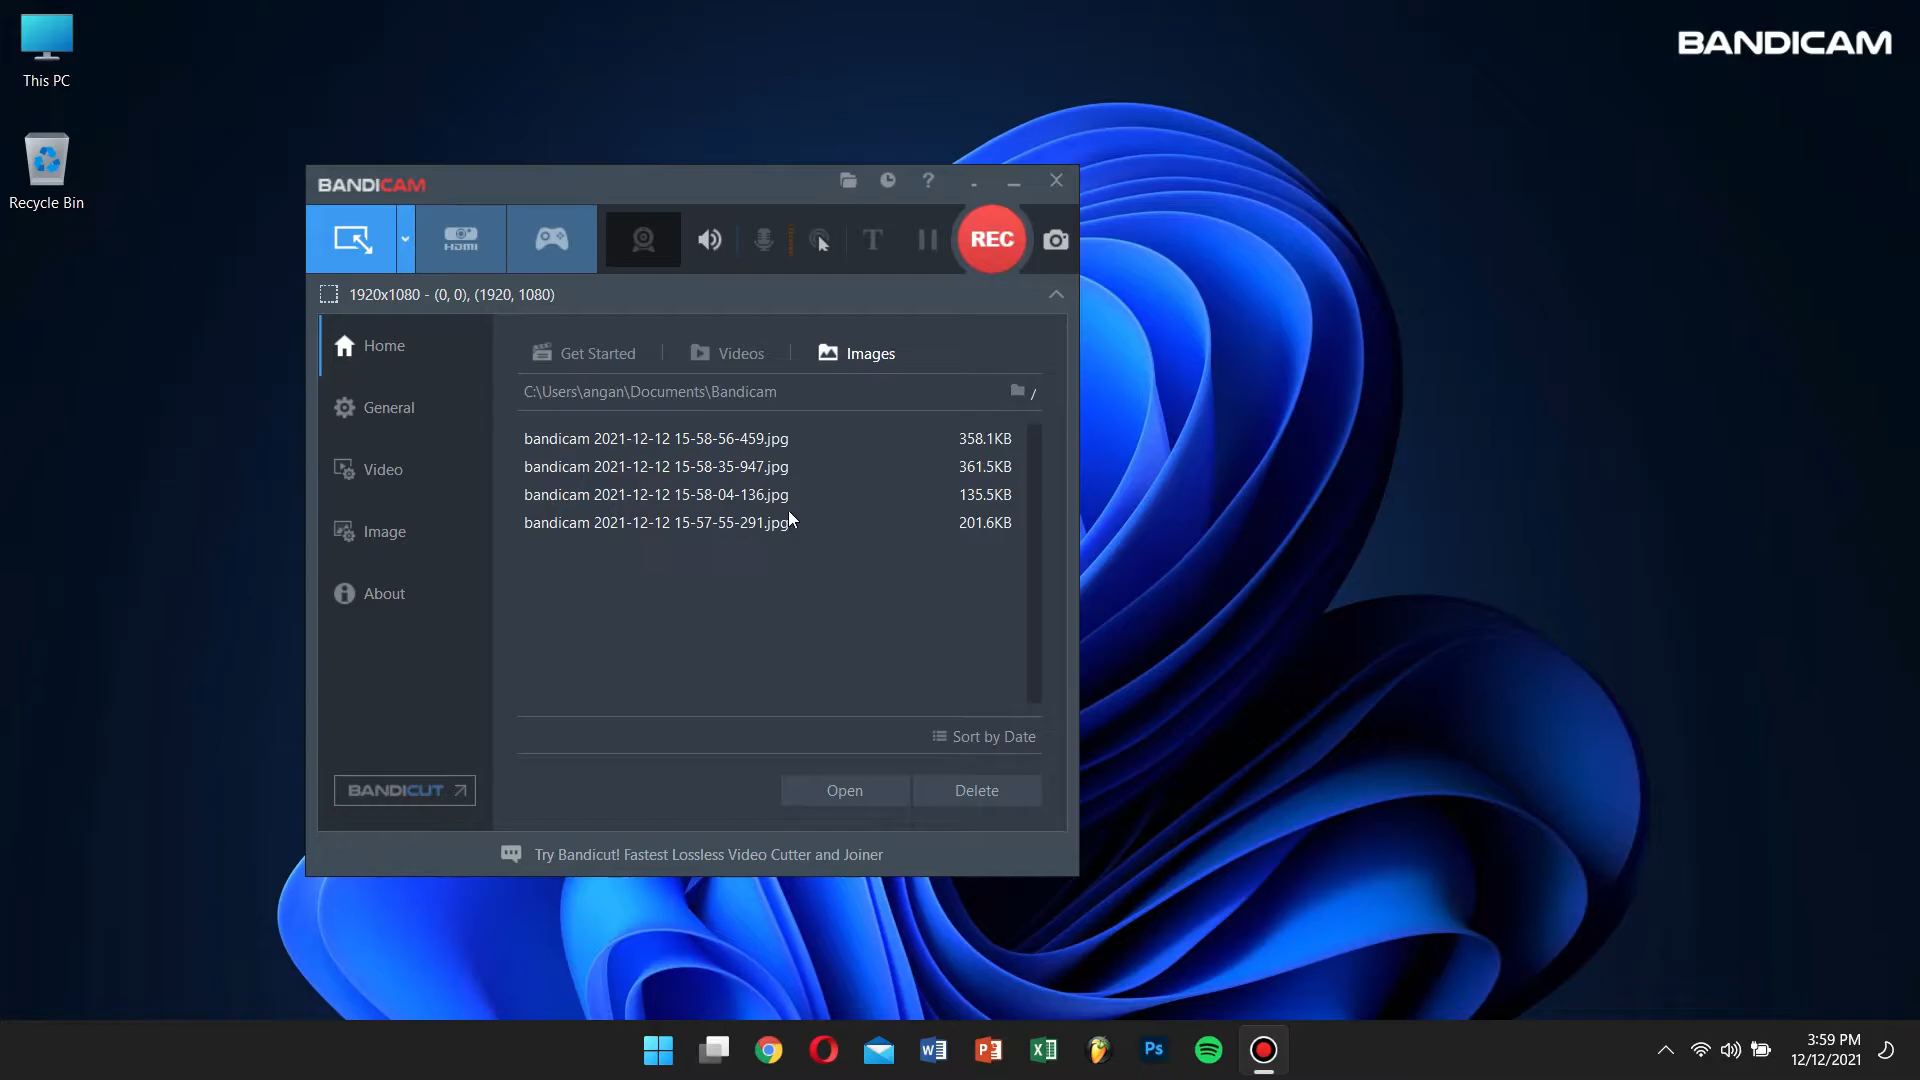 This PC
BANDICAM
Recycle Bin
BANDICAM
?
HDMI
T
REC
1920x1080 - (0, 0), (1920, 1080)
Home
General
Video
Image
About
Get Started
Videos
Images
C:\Users\angan\Documents\Bandicam
bandicam 2021-12-12 15-58-56-459.jpg 358.1KB
bandicam 2021-12-12 15-58-35-947.jpg 361.5KB
bandicam 2021-12-12 15-58-04-136.jpg 135.5KB
bandicam 2021-12-12 15-57-55-291.jpg 201.6KB
Sort by Date
BANDICUT
Open
Delete
Try Bandicut! Fastest Lossless Video Cutter and Joiner
Ps
3:59 PM
12/12/2021